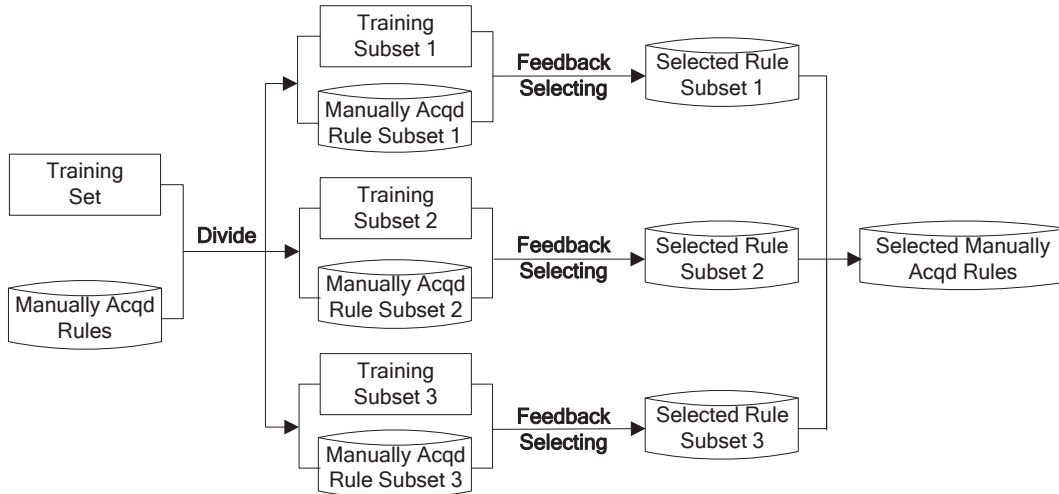 Training
Set
Manually Acqd
Rules
Divide
Training
Subset 1
Manually Acqd
Rule Subset 1
Feedback
Selecting
Selected Rule
Subset 1
Training
Subset 2
Manually Acqd
Rule Subset 2
Feedback
Selecting
Selected Rule
Subset 2
Training
Subset 3
Manually Acqd
Rule Subset 3
Feedback
Selecting
Selected Rule
Subset 3
Selected Manually
Acqd Rules